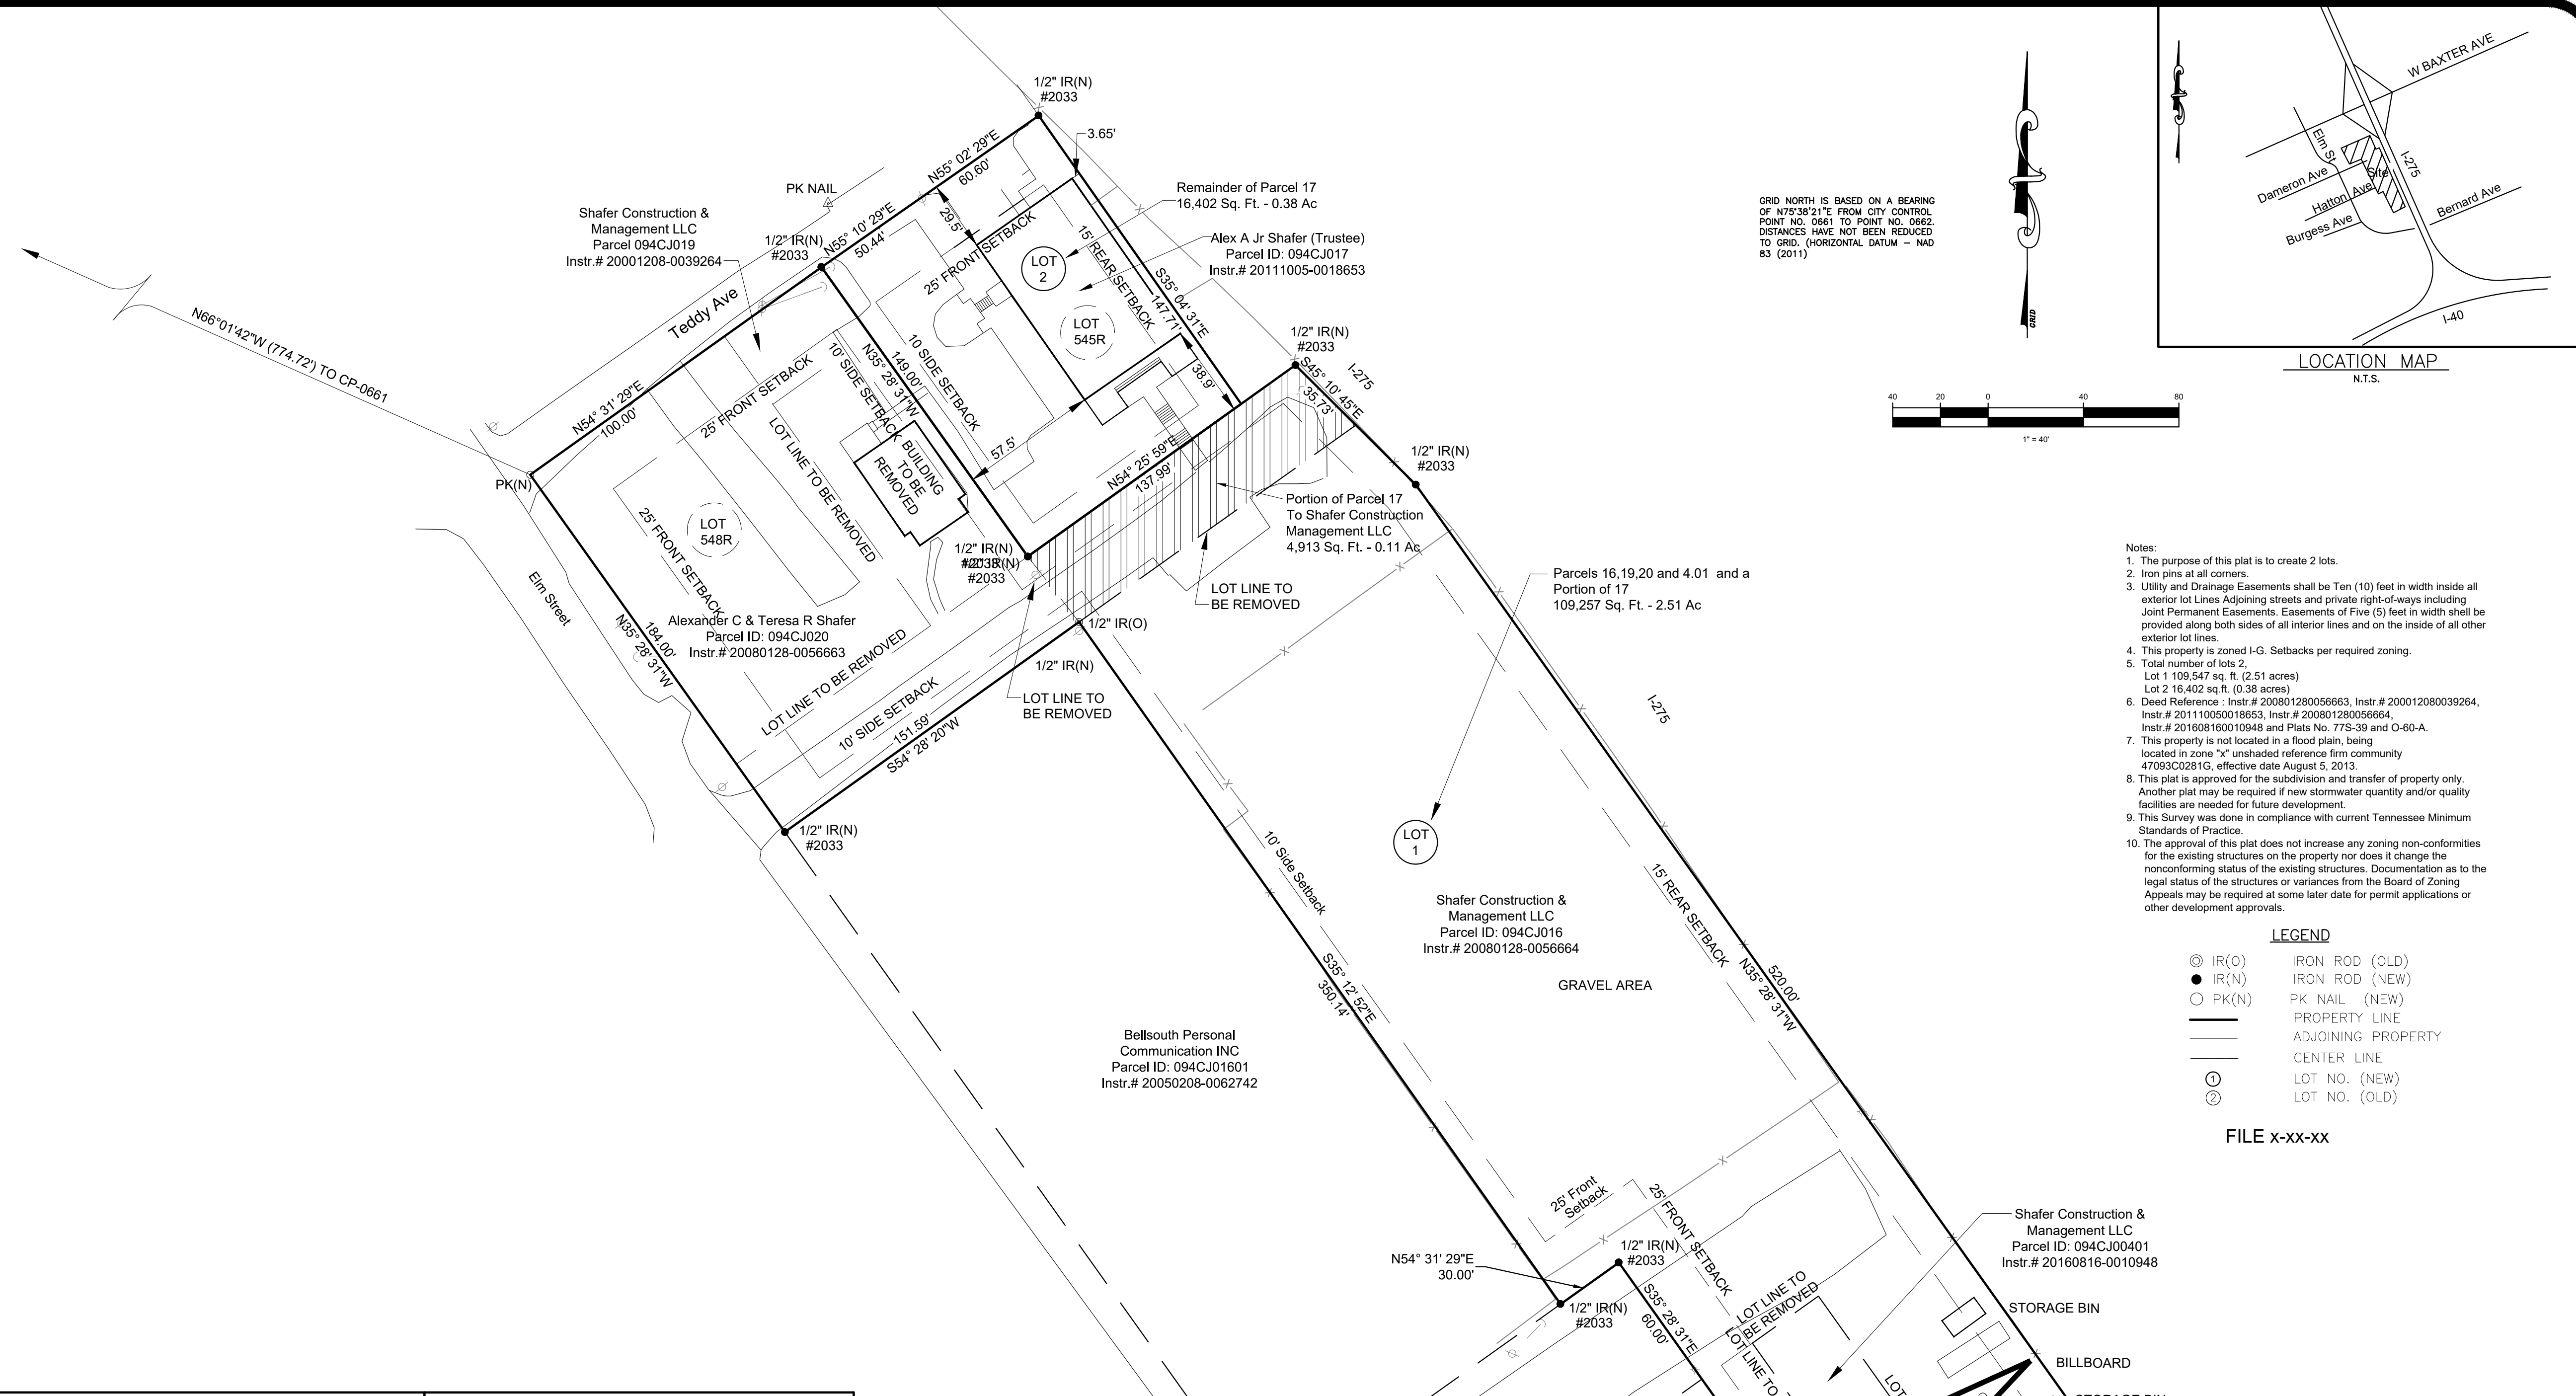 1/2" IR(N)
#2033
3.65'
N55° 02' 29"E
60.60'
PK NAIL
Shafer Construction &
Management LLC
Parcel 094CJ019
Instr.# 20001208-0039264
1/2" IR(N)
#2033
N55° 10' 29"E
50.44'
29.5'
25' FRONT SETBACK
15' REAR SETBACK
LOT
2
Remainder of Parcel 17
16,402 Sq. Ft. - 0.38 Ac
Alex A Jr Shafer (Trustee)
Parcel ID: 094CJ017
Instr.# 20111005-0018653
S35° 04' 31"E
147.71'
LOT
545R
Teddy Ave
N66°01'42"W (774.72') TO CP-0661
N54° 31' 29"E
100.00'
25' FRONT SETBACK
10' SIDE SETBACK
N35° 28' 31"W
149.00'
10 SIDE SETBACK
38.9'
57.5'
1/2" IR(N)
#2033
S45° 10' 45"E
35.73'
I-275
1/2" IR(N)
#2033
N54° 25' 59"E
137.99'
PK(N)
LOT LINE TO BE REMOVED
BUILDING
TO BE
REMOVED
LOT
548R
25' FRONT SETBACK
Portion of Parcel 17
To Shafer Construction
Management LLC
4,913 Sq. Ft. - 0.11 Ac
1/2" IR(N)
#2033
1/2" IR(N)
#2033
LOT LINE TO
BE REMOVED
Elm Street
Alexander C & Teresa R Shafer
Parcel ID: 094CJ020
Instr.# 20080128-0056663
184.00'
N35° 28' 31"W
1/2" IR(O)
1/2" IR(N)
LOT LINE TO
BE REMOVED
LOT LINE TO BE REMOVED
10' SIDE SETBACK
151.59'
S54° 28' 20"W
1/2" IR(N)
#2033
Parcels 16,19,20 and 4.01 and a
Portion of 17
109,257 Sq. Ft. - 2.51 Ac
I-275
LOT
1
10' Side Setback
15' REAR SETBACK
Shafer Construction &
Management LLC
Parcel ID: 094CJ016
Instr.# 20080128-0056664
GRAVEL AREA
520.00'
N35° 28' 31"W
S35° 12' 52"E
350.14'
Bellsouth Personal
Communication INC
Parcel ID: 094CJ01601
Instr.# 20050208-0062742
25' Front
Setback
25' FRONT SETBACK
N54° 31' 29"E
30.00'
1/2" IR(N)
#2033
1/2" IR(N)
#2033
S35° 28' 31"E
60.00'
LOT LINE TO
BE REMOVED
LOT LINE TO
LOT
Shafer Construction &
Management LLC
Parcel ID: 094CJ00401
Instr.# 20160816-0010948
STORAGE BIN
BILLBOARD
STORAGE BIN
GRID NORTH IS BASED ON A BEARING
OF N75°38'21"E FROM CITY CONTROL
POINT NO. 0661 TO POINT NO. 0662.
DISTANCES HAVE NOT BEEN REDUCED
TO GRID. (HORIZONTAL DATUM – NAD
83 (2011)
GRID
40 20 0 40 80
1" = 40'
W BAXTER AVE
Elm St
I-275
Site
Dameron Ave
Hatton Ave
Burgess Ave
Bernard Ave
I-40
LOCATION MAP
N.T.S.
Notes:
1. The purpose of this plat is to create 2 lots.
2. Iron pins at all corners.
3. Utility and Drainage Easements shall be Ten (10) feet in width inside all
exterior lot Lines Adjoining streets and private right-of-ways including
Joint Permanent Easements. Easements of Five (5) feet in width shell be
provided along both sides of all interior lines and on the inside of all other
exterior lot lines.
4. This property is zoned I-G. Setbacks per required zoning.
5. Total number of lots 2,
Lot 1 109,547 sq. ft. (2.51 acres)
Lot 2 16,402 sq.ft. (0.38 acres)
6. Deed Reference : Instr.# 200801280056663, Instr.# 200012080039264,
Instr.# 201110050018653, Instr.# 200801280056664,
Instr.# 201608160010948 and Plats No. 77S-39 and O-60-A.
7. This property is not located in a flood plain, being
located in zone "x" unshaded reference firm community
47093C0281G, effective date August 5, 2013.
8. This plat is approved for the subdivision and transfer of property only.
Another plat may be required if new stormwater quantity and/or quality
facilities are needed for future development.
9. This Survey was done in compliance with current Tennessee Minimum
Standards of Practice.
10. The approval of this plat does not increase any zoning non-conformities
for the existing structures on the property nor does it change the
nonconforming status of the existing structures. Documentation as to the
legal status of the structures or variances from the Board of Zoning
Appeals may be required at some later date for permit applications or
other development approvals.
LEGEND
IR(O) IRON ROD (OLD)
IR(N) IRON ROD (NEW)
PK(N) PK NAIL (NEW)
PROPERTY LINE
ADJOINING PROPERTY
CENTER LINE
1 LOT NO. (NEW)
2 LOT NO. (OLD)
FILE x-xx-xx